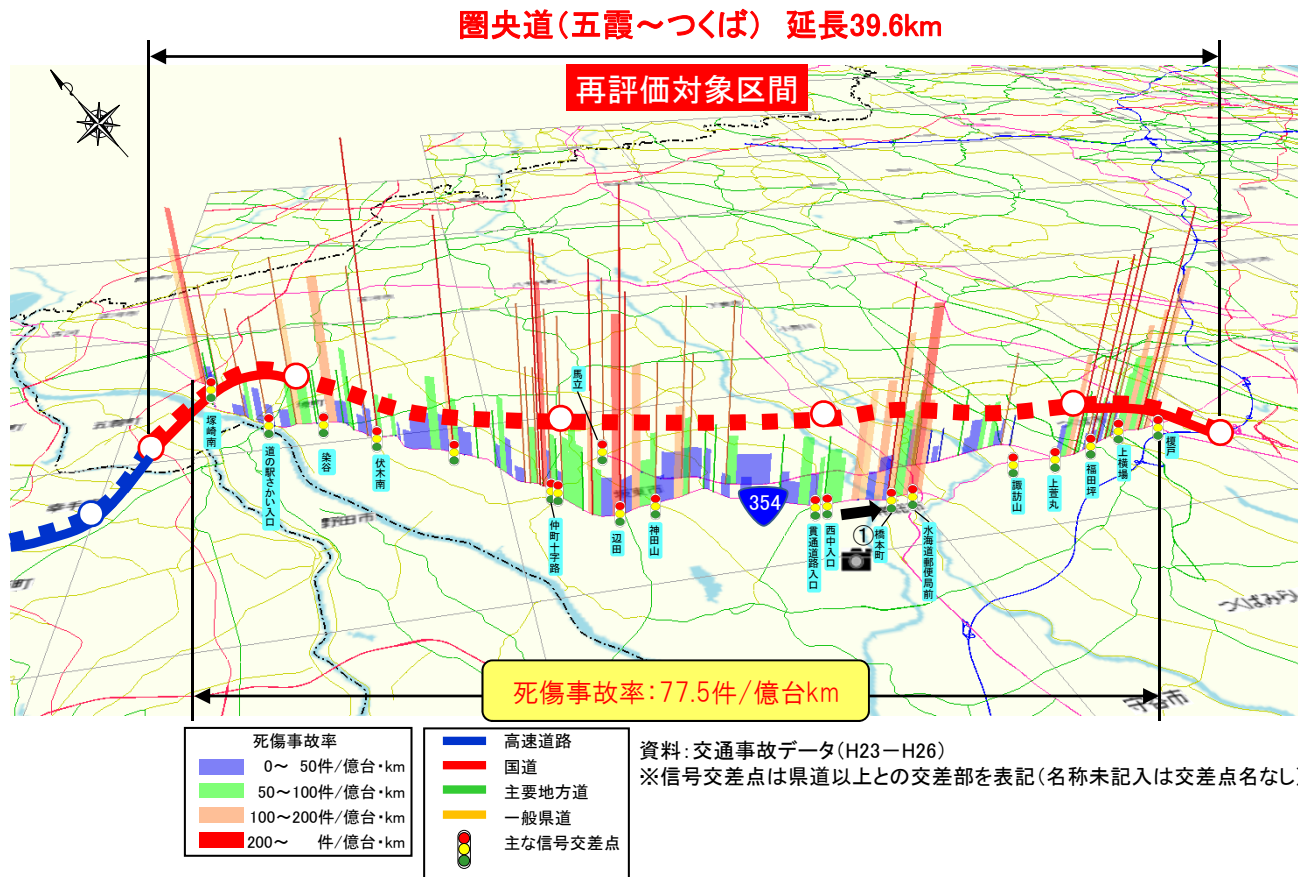 圏央道(五霞～つくば) 延長39.6km
再評価対象区間
塚崎南
道の駅さかい入口
染谷
伏木南
仲町十字路
馬立
辺田
神田山
354
貫通道路入口
西中入口
①
橋本町
水海道郵便局前
諏訪山
上萱丸
福田坪
上横場
榎戸
野田市
つくばみら
守谷市
死傷事故率:77.5件/億台km
死傷事故率
0～ 50件/億台・km
50～100件/億台・km
100～200件/億台・km
200～ 件/億台・km
高速道路
国道
主要地方道
一般県道
主な信号交差点
資料:交通事故データ(H23－H26)
※信号交差点は県道以上との交差部を表記(名称未記入は交差点名なし)